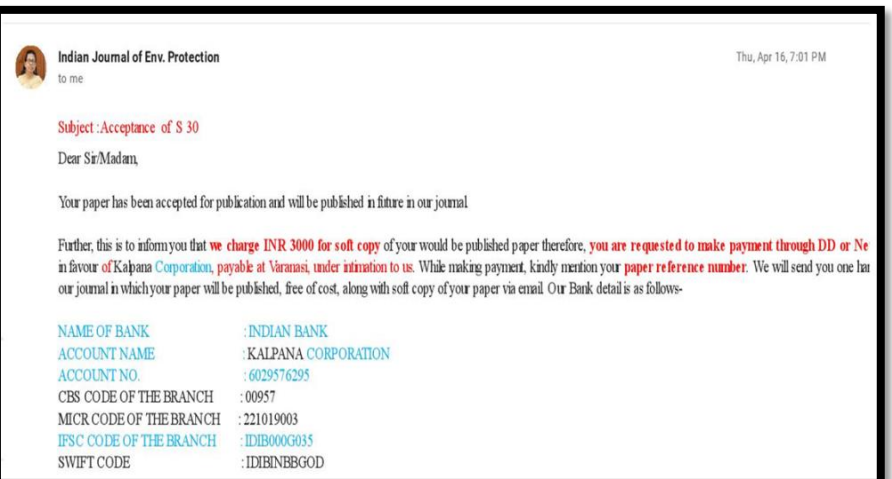 Indian Journal of Env. Protection
Thu, Apr 16, 7:01 PM
to me
Subject :Acceptance of S 30
Dear Sir/Madam,
Your paper has been accepted for publication and will be published in future in our journal.
Further, this is to inform you that we charge INR 3000 for soft copy of your would be published paper therefore, you are requested to make payment through DD or Ne
in favour of Kalpana Corporation, payable at Varanasi, under intimation to us. While making payment, kindly mention your paper reference number. We will send you one har
our journal in which your paper will be published, free of cost, along with soft copy of your paper via email. Our Bank detail is as follows-
NAME OF BANK : INDIAN BANK
ACCOUNT NAME : KALPANA CORPORATION
ACCOUNT NO. : 6029576295
CBS CODE OF THE BRANCH : 00957
MICR CODE OF THE BRANCH : 221019003
IFSC CODE OF THE BRANCH : IDIB000G035
SWIFT CODE : IDIBINBBGOD